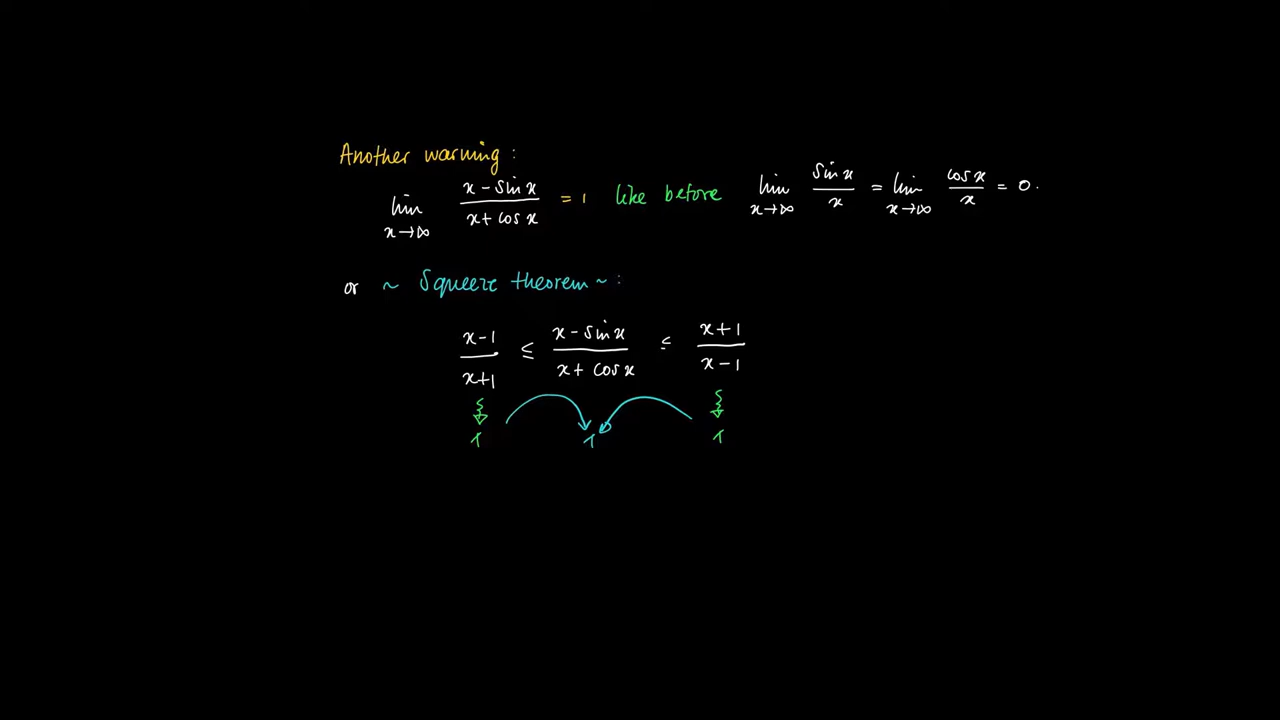 Another warning :
lim x→∞ (x - sin x)/(x + cos x) = 1 like before lim x→∞ sin x/x = lim x→∞ cos x/x = 0.
or ~ Squeeze theorem ~ :
(x - 1)/(x + 1) ≤ (x - sin x)/(x + cos x) ≤ (x + 1)/(x - 1)
1 1 1